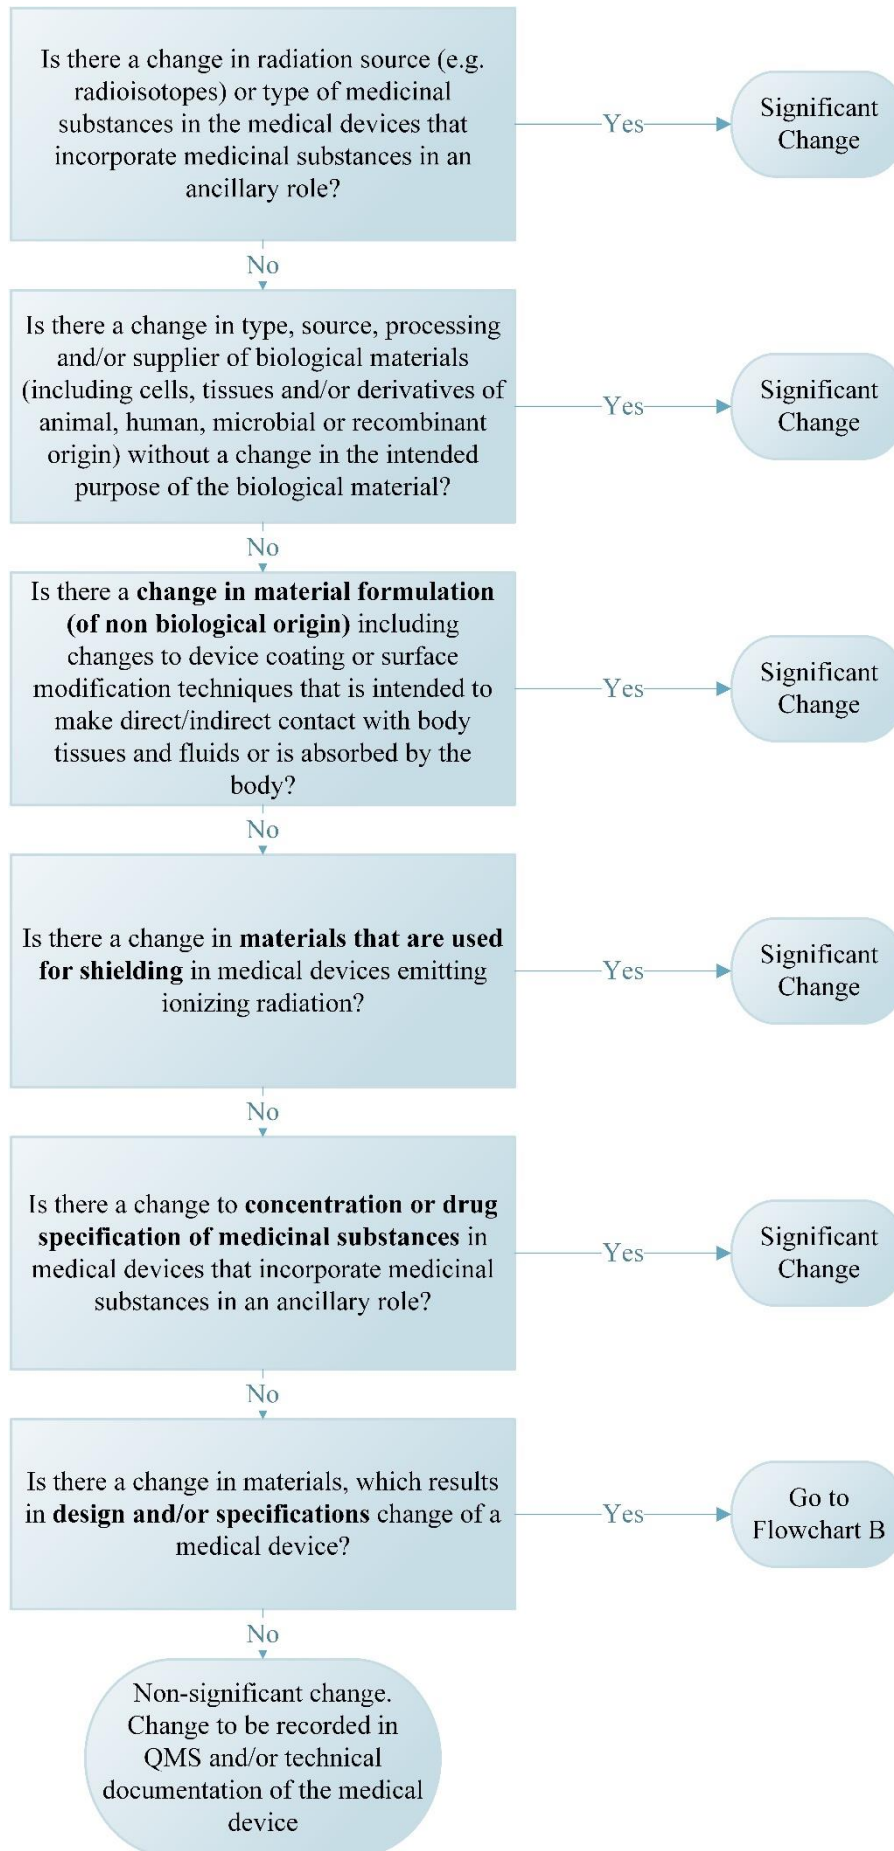 Is there a change in radiation source (e.g.
radioisotopes) or type of medicinal
substances in the medical devices that
incorporate medicinal substances in an
ancillary role?
Yes
Significant
Change
No
Is there a change in type, source, processing
and/or supplier of biological materials
(including cells, tissues and/or derivatives of
animal, human, microbial or recombinant
origin) without a change in the intended
purpose of the biological material?
Yes
Significant
Change
No
Is there a change in material formulation
(of non biological origin) including
changes to device coating or surface
modification techniques that is intended to
make direct/indirect contact with body
tissues and fluids or is absorbed by the
body?
Yes
Significant
Change
No
Is there a change in materials that are used
for shielding in medical devices emitting
ionizing radiation?
Yes
Significant
Change
No
Is there a change to concentration or drug
specification of medicinal substances in
medical devices that incorporate medicinal
substances in an ancillary role?
Yes
Significant
Change
No
Is there a change in materials, which results
in design and/or specifications change of a
medical device?
Yes
Go to
Flowchart B
No
Non-significant change.
Change to be recorded in
QMS and/or technical
documentation of the medical
device